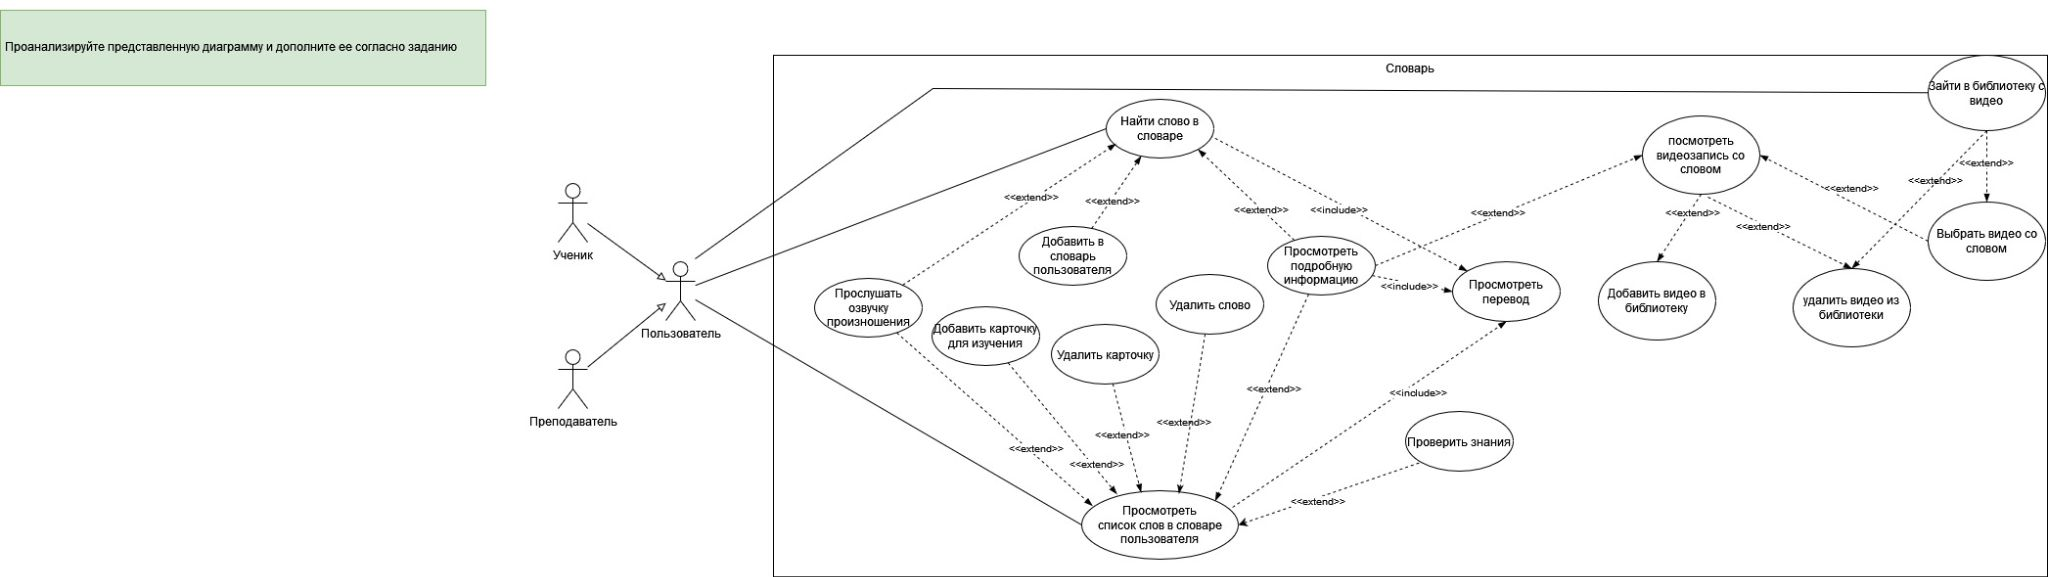 Проанализируйте представленную диаграмму и дополните ее согласно заданию
Словарь
Зайти в библиотеку с
видео
Найти слово в
словаре
посмотреть
видеозапись со
словом
<<extend>>
<<extend>>
<<extend>>
<<extend>>
<<extend>>
<<extend>>
<<include>>
<<extend>>
<<extend>>
<<extend>>
Ученик
Добавить в
словарь
пользователя
Просмотреть
подробную
информацию
Выбрать видео со
словом
<<include>>
Просмотреть
перевод
Прослушать
озвучку
произношения
Удалить слово
Добавить видео в
библиотеку
удалить видео из
библиотеки
Пользователь
Добавить карточку
для изучения
Удалить карточку
<<extend>>
<<include>>
Преподаватель
<<extend>>
<<extend>>
Проверить знания
<<extend>>
<<extend>>
<<extend>>
Просмотреть
список слов в словаре
пользователя